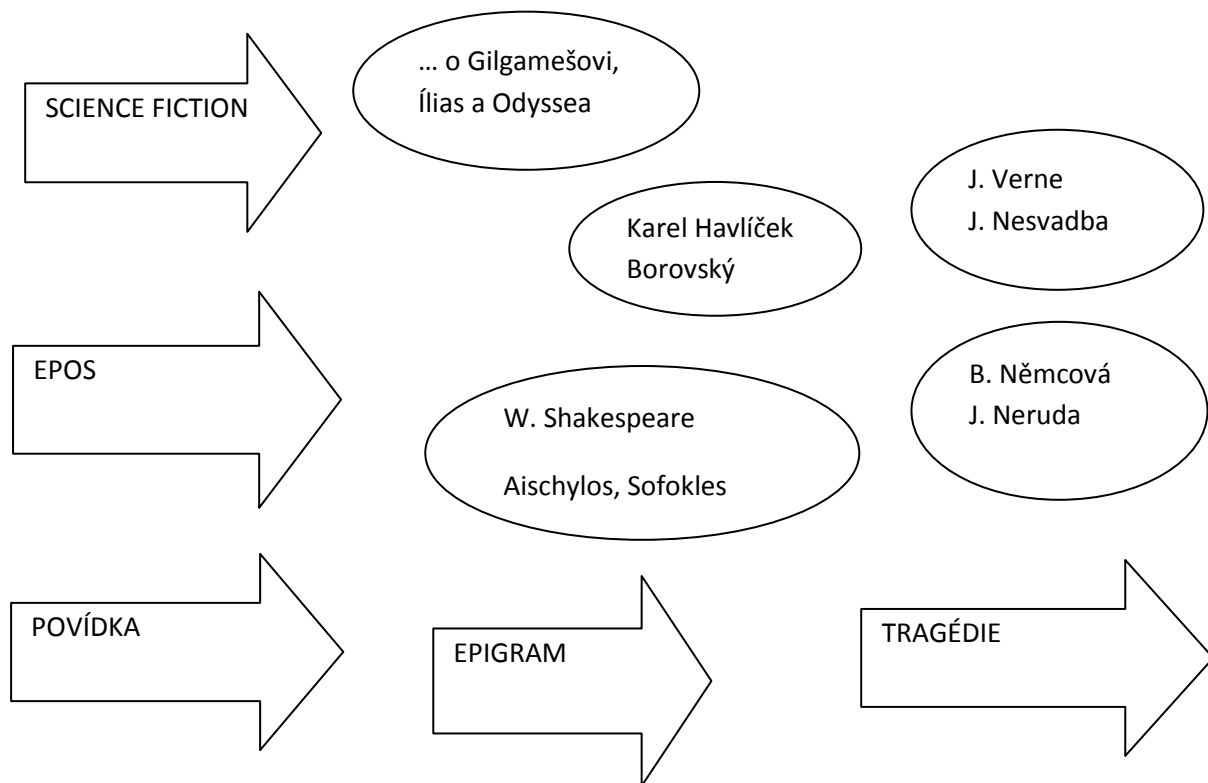 SCIENCE FICTION
… o Gilgamešovi,
Ílias a Odyssea
J. Verne
J. Nesvadba
Karel Havlíček
Borovský
EPOS
B. Němcová
J. Neruda
W. Shakespeare
Aischylos, Sofokles
POVÍDKA
EPIGRAM
TRAGÉDIE